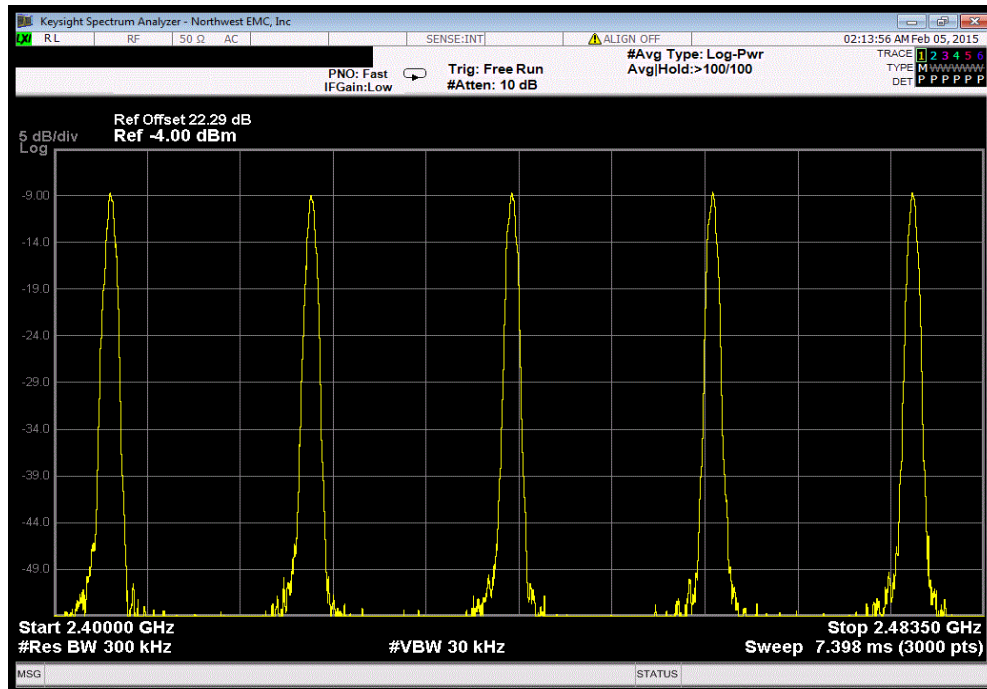 Keysight Spectrum Analyzer - Northwest EMC, Inc
LXI RL RF 50 Ω AC SENSE:INT ALIGN OFF 02:13:56 AM Feb 05, 2015
PNO: Fast Trig: Free Run #Avg Type: Log-Pwr TRACE 1 2 3 4 5 6
IFGain:Low #Atten: 10 dB Avg|Hold:>100/100 TYPE M WWWWW
DET P P P P P P
Ref Offset 22.29 dB
5 dB/div Ref -4.00 dBm
Log
-9.00
-14.0
-19.0
-24.0
-29.0
-34.0
-39.0
-44.0
-49.0
Start 2.40000 GHz Stop 2.48350 GHz
#Res BW 300 kHz #VBW 30 kHz Sweep 7.398 ms (3000 pts)
MSG STATUS